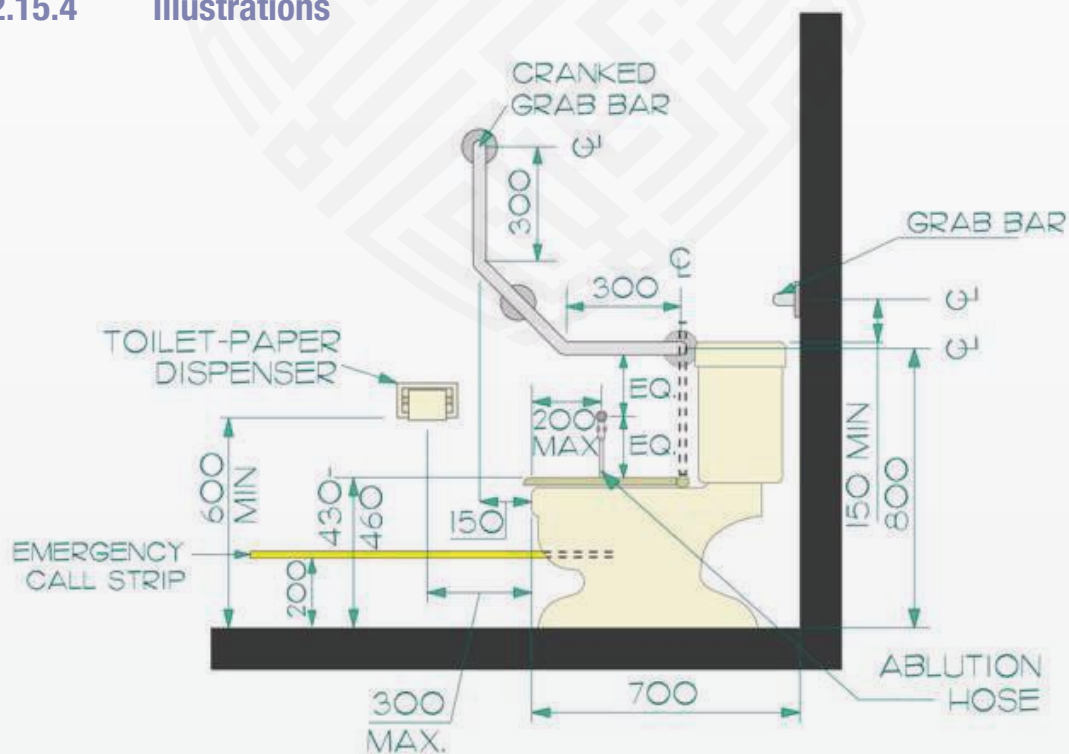 2.15.4 Illustrations
CRANKED
GRAB BAR
300
GRAB BAR
300
TOILET-PAPER
DISPENSER
EQ.
200
MAX
EQ.
600
MIN
430-
460
150
150 MIN
800
EMERGENCY
CALL STRIP
200
ABLUTION
HOSE
300
MAX.
700